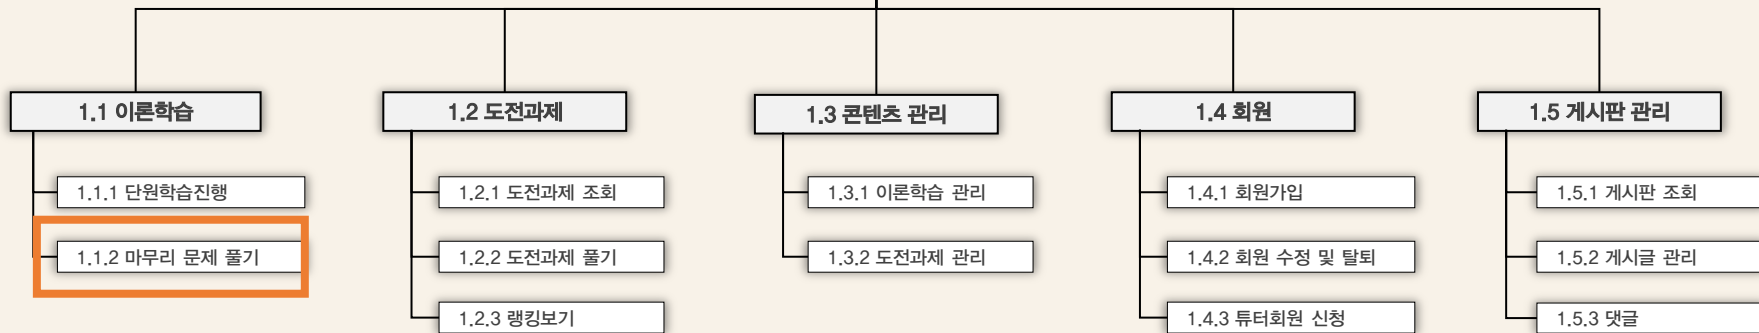 1.1 이론학습
1.2 도전과제
1.3 콘텐츠 관리
1.4 회원
1.5 게시판 관리
1.1.1 단원학습진행
1.2.1 도전과제 조회
1.3.1 이론학습 관리
1.4.1 회원가입
1.5.1 게시판 조회
1.1.2 마무리 문제 풀기
1.2.2 도전과제 풀기
1.3.2 도전과제 관리
1.4.2 회원 수정 및 탈퇴
1.5.2 게시글 관리
1.2.3 랭킹보기
1.4.3 튜터회원 신청
1.5.3 댓글